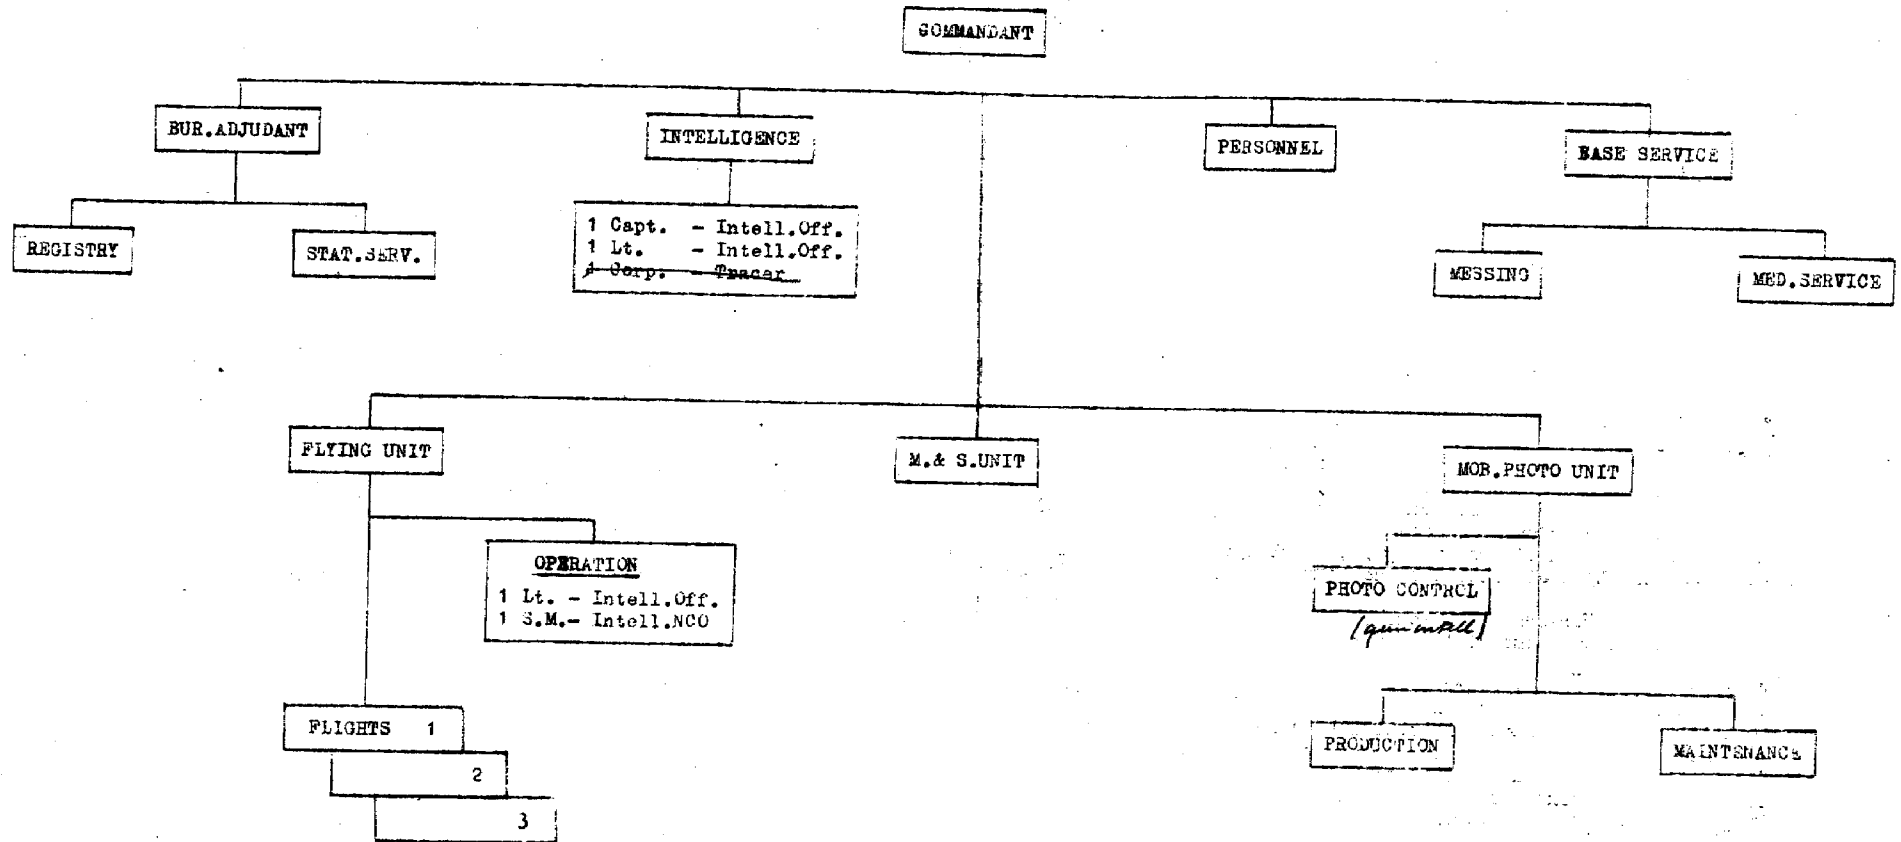 COMMANDANT
BUR.ADJUDANT
INTELLIGENCE
PERSONNEL
BASE SERVICE
REGISTRY
STAT.SERV.
1 Capt. - Intell.Off.
1 Lt. - Intell.Off.
1 Corp. - Tracar
MESSING
MED.SERVICE
FLYING UNIT
M.& S.UNIT
MOB.PHOTO UNIT
OPERATION
1 Lt. - Intell.Off.
1 S.M.- Intell.NCO
PHOTO CONTROL
FLIGHTS 1
2
3
PRODUCTION
MAINTENANCE